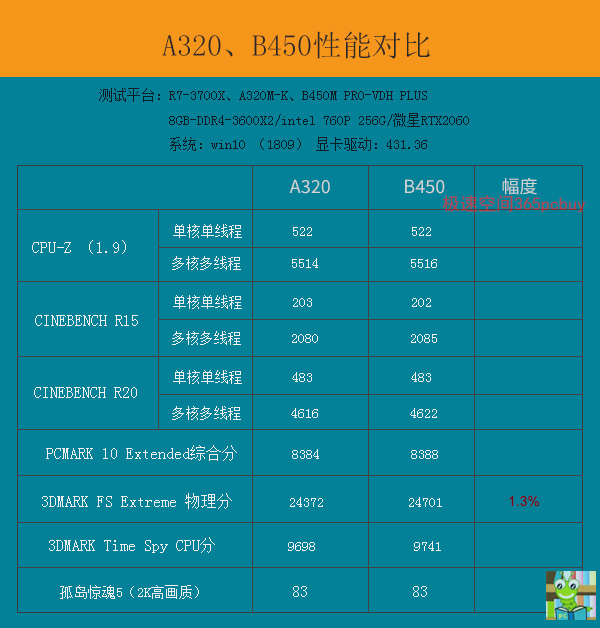 A320、B450性能对比
测试平台：R7-3700X、A320M-K、B450M PRO-VDH PLUS
8GB-DDR4-3600X2/intel 760P 256G/微星RTX2060
系统：win10 （1809） 显卡驱动：431.36
A320 B450 幅度
极速空间365pcbuy
CPU-Z （1.9） 单核单线程 522 522
多核多线程 5514 5516
CINEBENCH R15 单核单线程 203 202
多核多线程 2080 2085
CINEBENCH R20 单核单线程 483 483
多核多线程 4616 4622
PCMARK 10 Extended综合分 8384 8388
3DMARK FS Extreme 物理分 24372 24701 1.3%
3DMARK Time Spy CPU分 9698 9741
孤岛惊魂5（2K高画质） 83 83